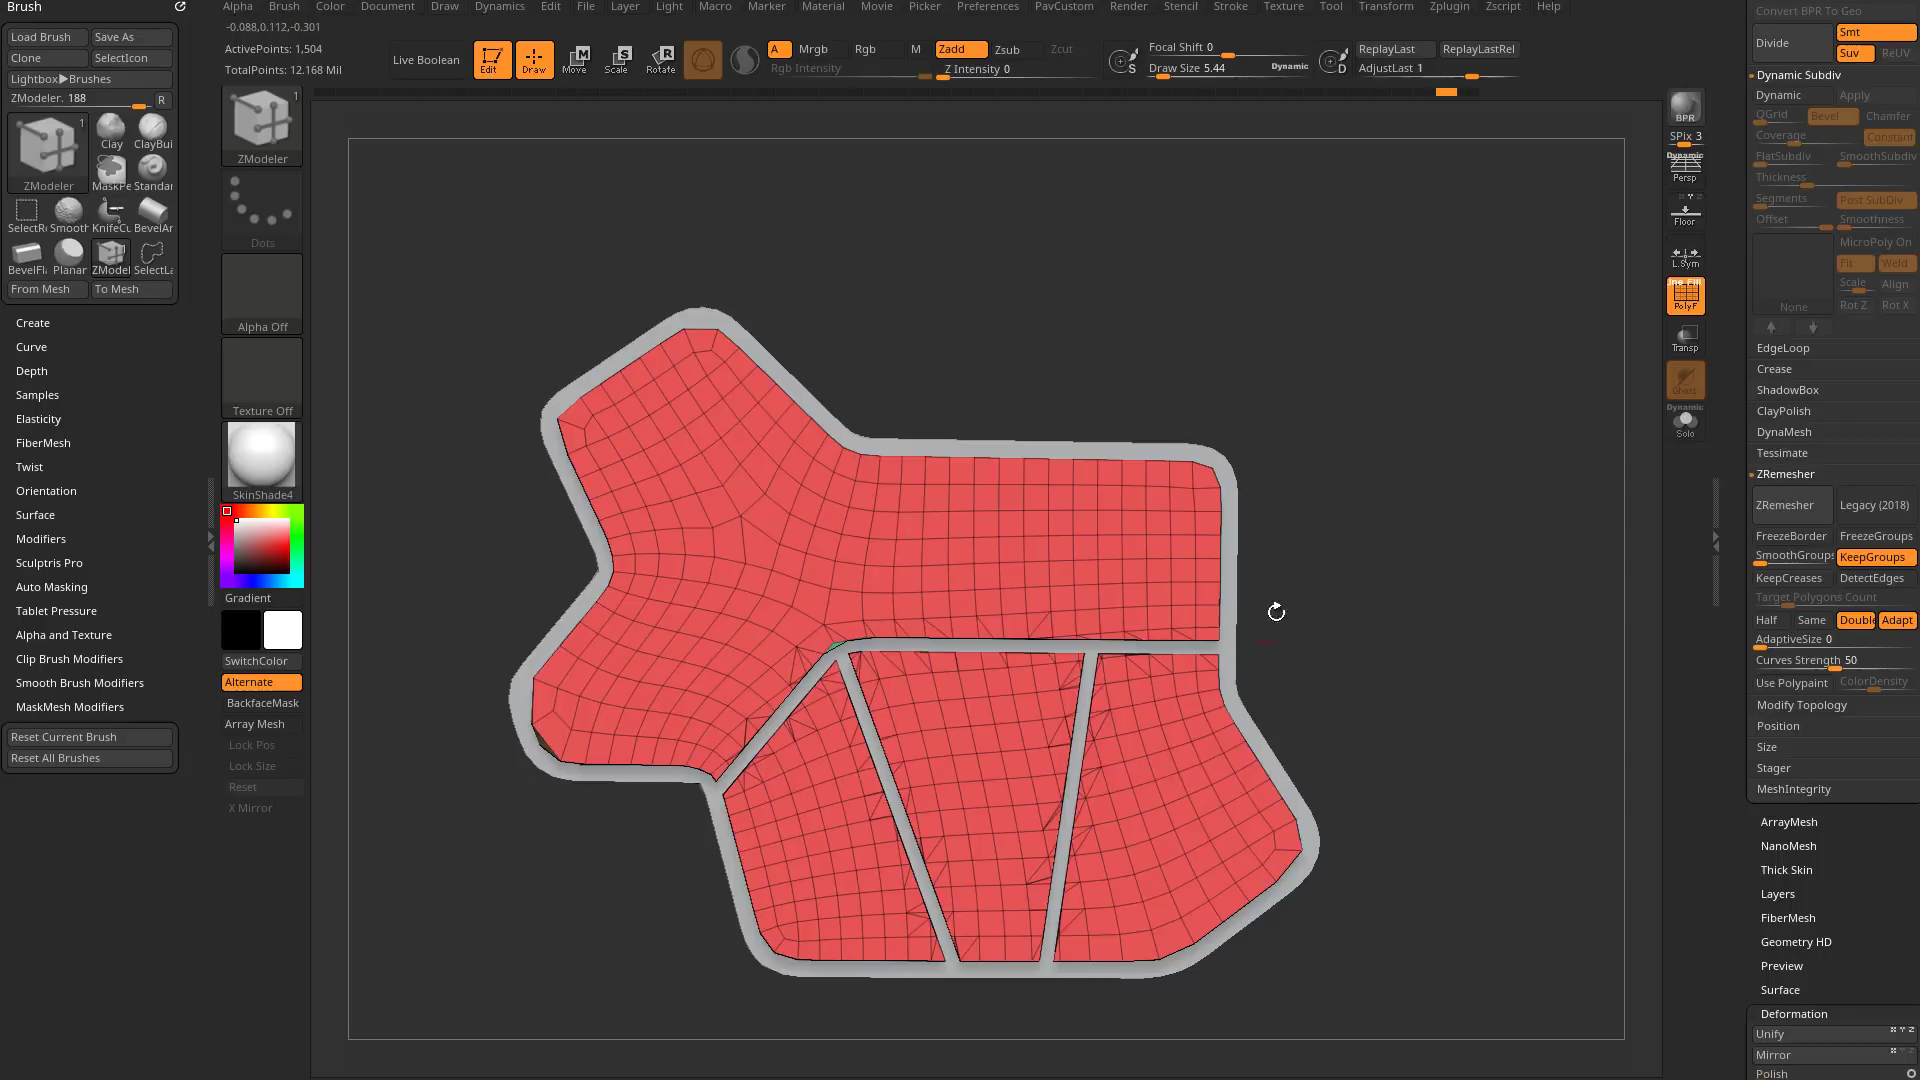 Brush
Alpha Brush Color Document Draw Dynamics Edit File Layer Light Macro Marker Material Movie Picker Preferences PavCustom Render Stencil Stroke Texture Tool Transform Zplugin Zscript Help
-0.088,0.112,-0.301
ActivePoints: 1,504
TotalPoints: 12.168 Mil
Live Boolean
Edit
Draw
Move
Scale
Rotate
A
Mrgb
Rgb
M
Rgb Intensity
Zadd
Zsub
Zcut
Z Intensity 0
S
Focal Shift 0
Draw Size 5.44
Dynamic
D
ReplayLast
ReplayLastRel
AdjustLast 1
Load Brush
Save As
Clone
SelectIcon
Lightbox▶Brushes
ZModeler. 188
R
1
ZModeler
Clay
ClayBui
MaskPe
Standar
SelectRe
Smooth
KnifeCu
BevelAr
BevelFla
Planar
ZModel
SelectLa
From Mesh
To Mesh
Create
Curve
Depth
Samples
Elasticity
FiberMesh
Twist
Orientation
Surface
Modifiers
Sculptris Pro
Auto Masking
Tablet Pressure
Alpha and Texture
Clip Brush Modifiers
Smooth Brush Modifiers
MaskMesh Modifiers
Reset Current Brush
Reset All Brushes
1
ZModeler
Dots
Alpha Off
Texture Off
SkinShade4
Gradient
SwitchColor
Alternate
BackfaceMask
Array Mesh
Lock Pos
Lock Size
Reset
X Mirror
BPR
SPix 3
Dynamic
Persp
Floor
L.Sym
Line Fill
PolyF
Transp
Ghost
Dynamic
Solo
Convert BPR To Geo
Divide
Smt
Suv
ReUV
Dynamic Subdiv
Dynamic
Apply
QGrid
Bevel
Chamfer
Coverage
Constant
FlatSubdiv
SmoothSubdiv
Thickness
Segments
Post SubDiv
Offset
Smoothness
MicroPoly On
Fit
Weld
Scale
Align
None
Rot Z
Rot X
EdgeLoop
Crease
ShadowBox
ClayPolish
DynaMesh
Tessimate
ZRemesher
ZRemesher
Legacy (2018)
FreezeBorder
FreezeGroups
SmoothGroups
KeepGroups
KeepCreases
DetectEdges
Target Polygons Count
Half
Same
Double
Adapt
AdaptiveSize 0
Curves Strength 50
Use Polypaint
ColorDensity
Modify Topology
Position
Size
Stager
MeshIntegrity
ArrayMesh
NanoMesh
Thick Skin
Layers
FiberMesh
Geometry HD
Preview
Surface
Deformation
Unify
Mirror
Polish